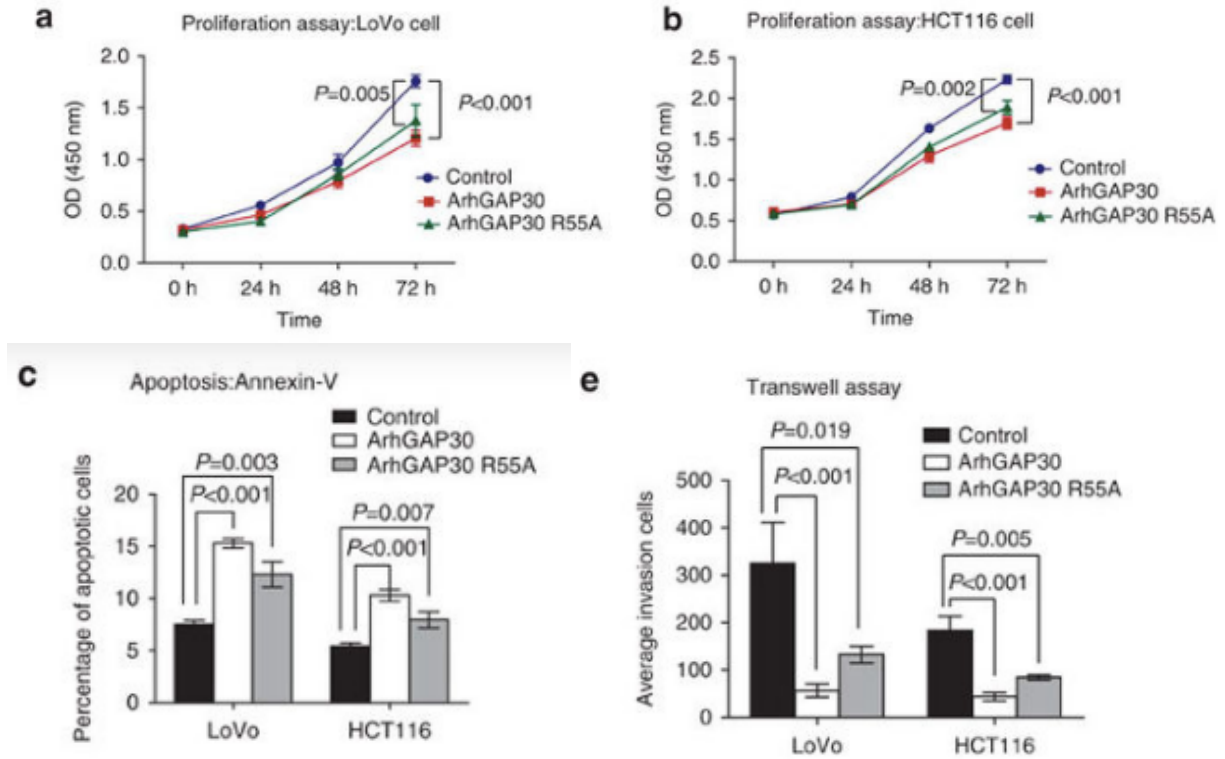 a
Proliferation assay:LoVo cell
2.0
1.5
1.0
0.5
0.0
OD (450 nm)
P=0.005
P<0.001
Control
ArhGAP30
ArhGAP30 R55A
0 h 24 h 48 h 72 h
Time
b
Proliferation assay:HCT116 cell
2.5
2.0
1.5
1.0
0.5
0.0
OD (450 nm)
P=0.002
P<0.001
Control
ArhGAP30
ArhGAP30 R55A
0 h 24 h 48 h 72 h
Time
c
Apoptosis:Annexin-V
Control
ArhGAP30
ArhGAP30 R55A
Percentage of apoptotic cells
20
15
10
5
0
P=0.003
P<0.001
P=0.007
P<0.001
LoVo HCT116
e
Transwell assay
Control
ArhGAP30
ArhGAP30 R55A
Average invasion cells
500
400
300
200
100
0
P=0.019
P<0.001
P=0.005
P<0.001
LoVo HCT116